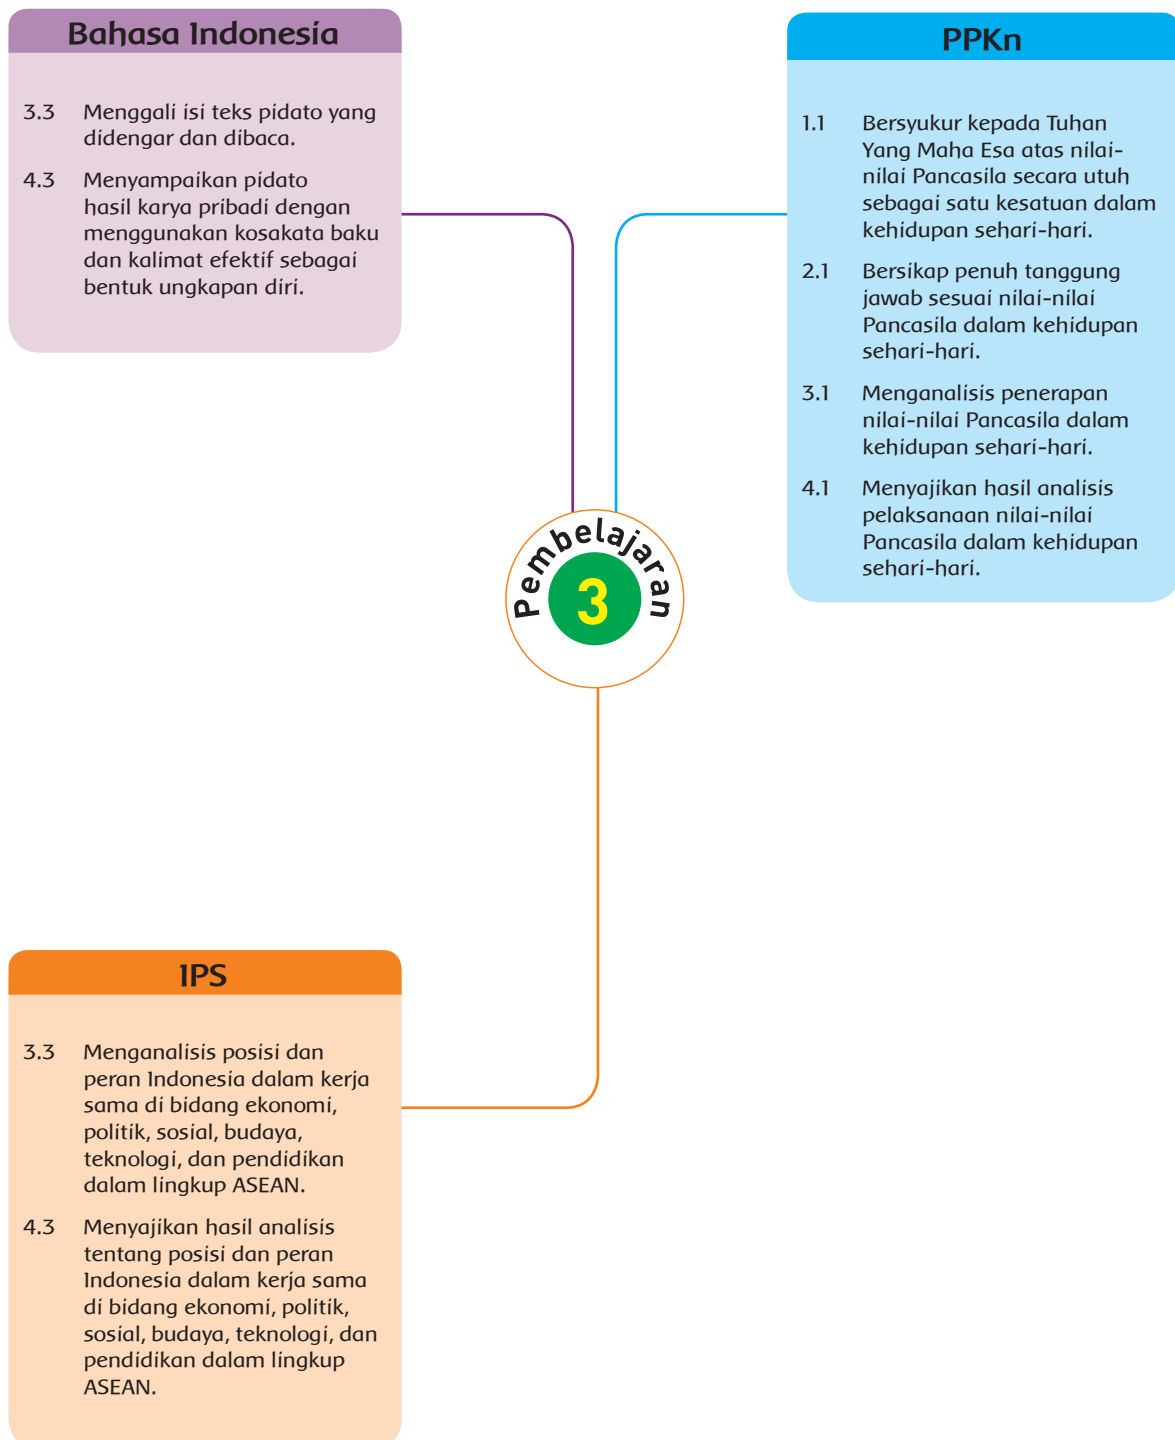 Bahasa Indonesia
3.3 Menggali isi teks pidato yang
didengar dan dibaca.
4.3 Menyampaikan pidato
hasil karya pribadi dengan
menggunakan kosakata baku
dan kalimat efektif sebagai
bentuk ungkapan diri.
PPKn
1.1 Bersyukur kepada Tuhan
Yang Maha Esa atas nilai-
nilai Pancasila secara utuh
sebagai satu kesatuan dalam
kehidupan sehari-hari.
2.1 Bersikap penuh tanggung
jawab sesuai nilai-nilai
Pancasila dalam kehidupan
sehari-hari.
3.1 Menganalisis penerapan
nilai-nilai Pancasila dalam
kehidupan sehari-hari.
4.1 Menyajikan hasil analisis
pelaksanaan nilai-nilai
Pancasila dalam kehidupan
sehari-hari.
Pembelajaran
3
IPS
3.3 Menganalisis posisi dan
peran Indonesia dalam kerja
sama di bidang ekonomi,
politik, sosial, budaya,
teknologi, dan pendidikan
dalam lingkup ASEAN.
4.3 Menyajikan hasil analisis
tentang posisi dan peran
Indonesia dalam kerja sama
di bidang ekonomi, politik,
sosial, budaya, teknologi, dan
pendidikan dalam lingkup
ASEAN.